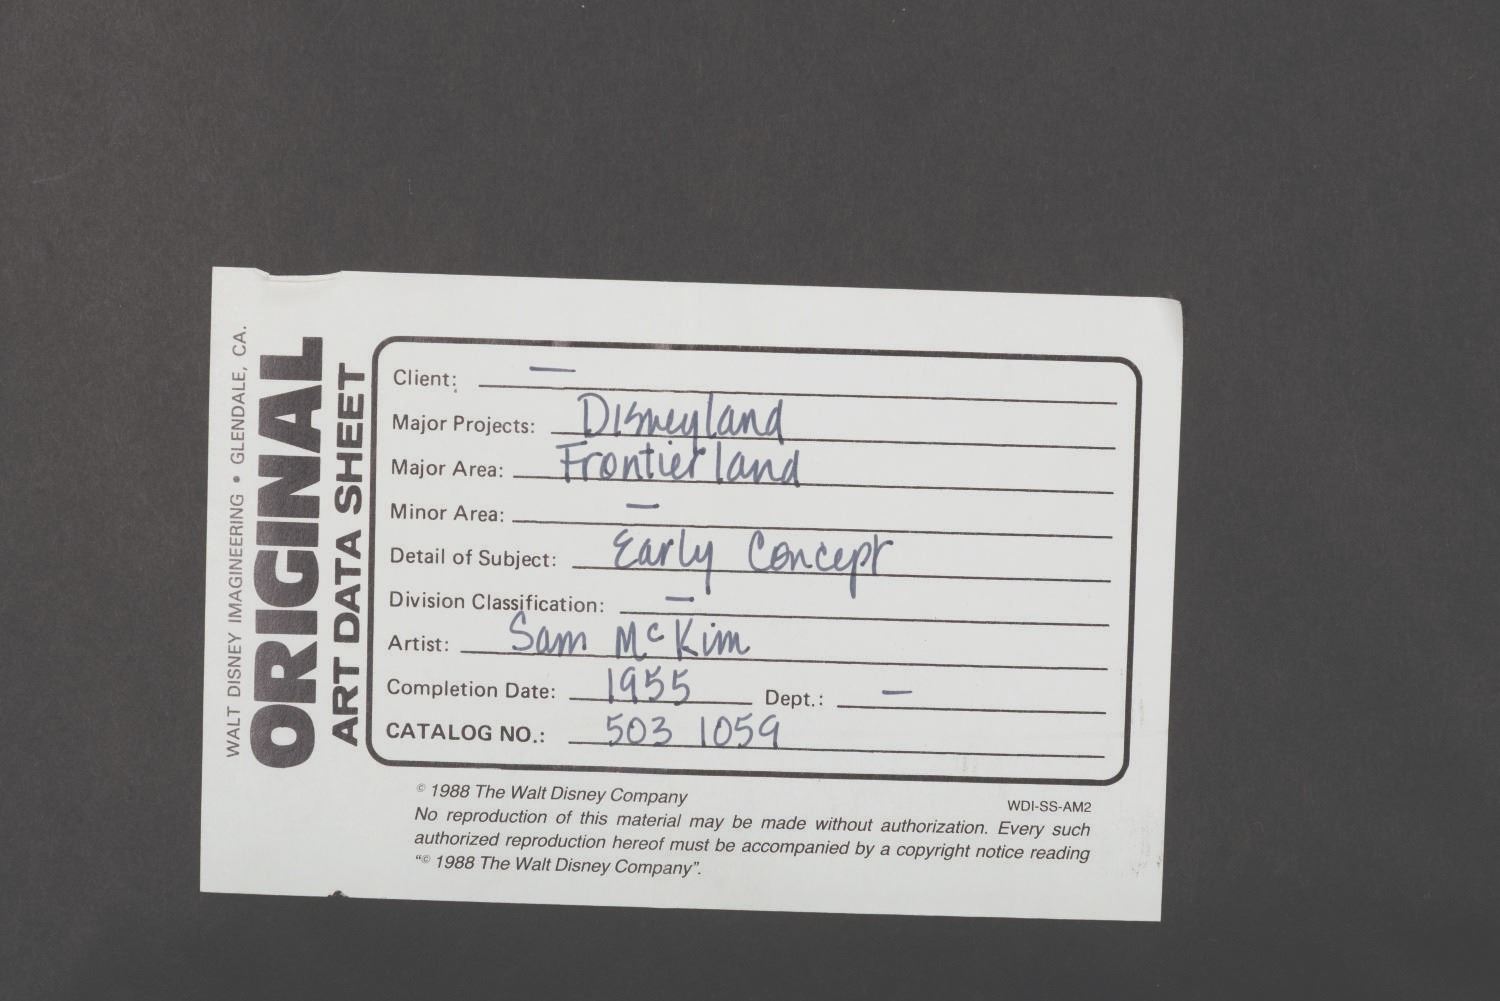 WALT DISNEY IMAGINEERING • GLENDALE, CA.
ORIGINAL
ART DATA SHEET
Client: —
Major Projects: Disneyland
Major Area: Frontierland
Minor Area: —
Detail of Subject: Early Concept
Division Classification: —
Artist: Sam McKim
Completion Date: 1955 Dept.: —
CATALOG NO.: 503 1059
© 1988 The Walt Disney Company
WDI-SS-AM2
No reproduction of this material may be made without authorization. Every such
authorized reproduction hereof must be accompanied by a copyright notice reading
"© 1988 The Walt Disney Company".